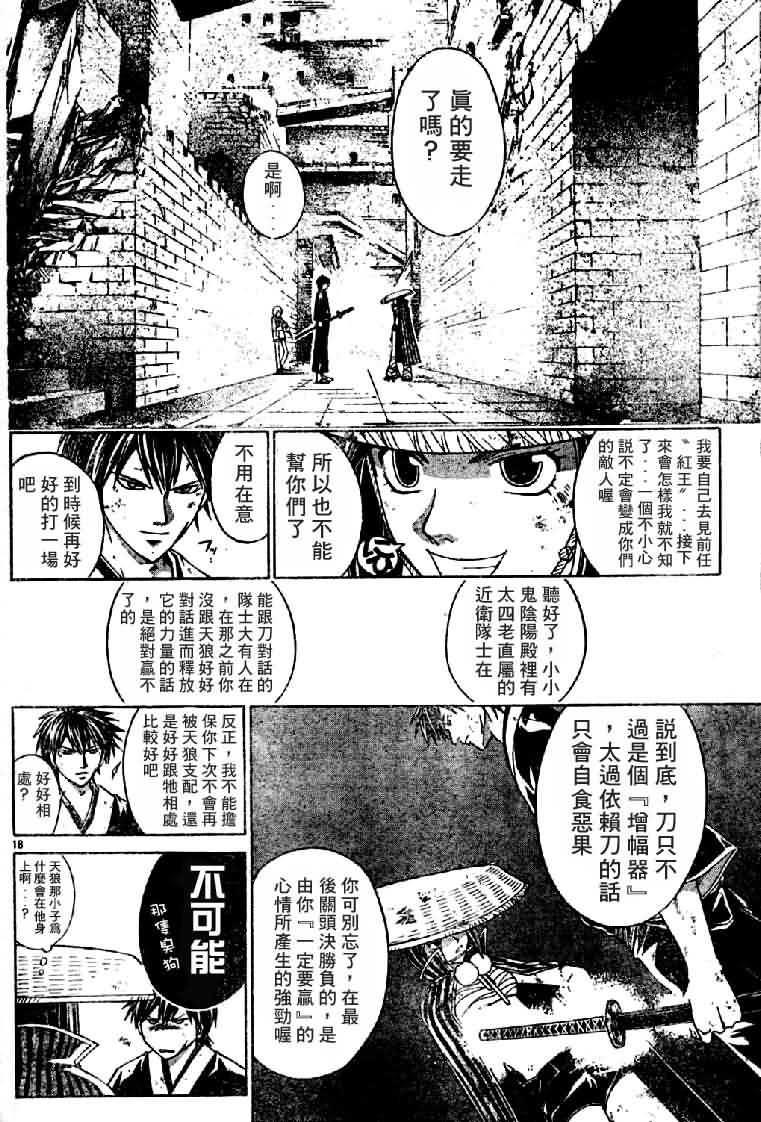 眞的要走
了嗎？
是啊‥
我要自己去見前任
〝紅王〞‥‥接下
來會怎樣我就不知
了‥‥一個不小心
說不定會變成你們
的敵人喔
所以也不能
幫你們了
不用在意
到時候再好
好的打一場
吧
聽好了，小小
鬼陰陽殿裡有
太四老直屬的
近衛隊士在
能跟刀對話的
隊士大有人在
，在那之前你
沒跟天狼好好
對話進而釋放
它的力量的話
，是絕對贏不
了的
說到底，刀只不
過是個『增幅器』
，太過依賴刀的話
只會自食惡果
你可別忘了，在最
後關頭決勝負的，是
由你『一定要贏』的
心情所產生的強勁喔
反正，我不能擔
保你下次不會再
被天狼支配，還
是好好跟牠相處
比較好吧
好好相
處？
18
不可能
那隻臭狗
天狼那小子爲
什麼會在他身
上啊‥‥？